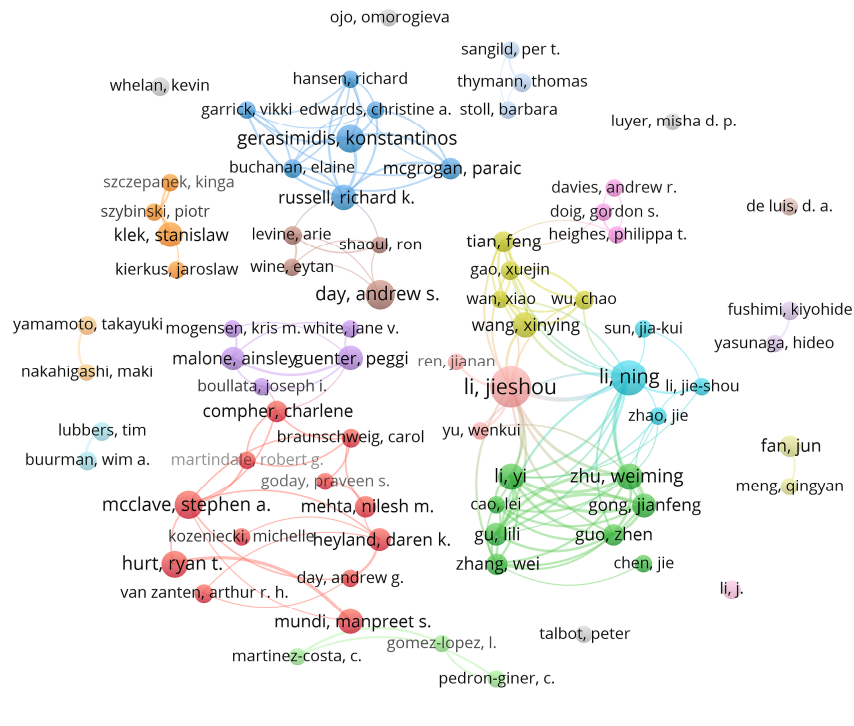 ojo, omorogieva
sangild, per t.
whelan, kevin
hansen, richard
thymann, thomas
garrick, vikki
edwards, christine a.
stoll, barbara
luyer, misha d. p.
gerasimidis, konstantinos
buchanan, elaine
mcgrogan, paraic
szczepanek, kinga
davies, andrew r.
russell, richard k.
szybinski, piotr
doig, gordon s.
de luis, d. a.
klek, stanislaw
levine, arie
shaoul, ron
tian, feng
heighes, philippa t.
kierkus, jaroslaw
wine, eytan
gao, xuejin
day, andrew s.
wan, xiao
wu, chao
fushimi, kiyohide
yamamoto, takayuki
mogensen, kris m.
white, jane v.
wang, xinying
sun, jia-kui
yasunaga, hideo
malone, ainsley
guenter, peggi
ren, jianan
nakahigashi, maki
li, ning
boullata, joseph i.
li, jieshou
li, jie-shou
compher, charlene
zhao, jie
lubbers, tim
braunschweig, carol
yu, wenkui
fan, jun
buurman, wim a.
martindale, robert g.
goday, praveen s.
li, yi
zhu, weiming
meng, qingyan
mcclave, stephen a.
mehta, nilesh m.
cao, lei
gong, jianfeng
kozeniecki, michelle
heyland, daren k.
gu, lili
guo, zhen
hurt, ryan t.
zhang, wei
chen, jie
day, andrew g.
van zanten, arthur r. h.
li, j.
mundi, manpreet s.
talbot, peter
gomez-lopez, l.
martinez-costa, c.
pedron-giner, c.